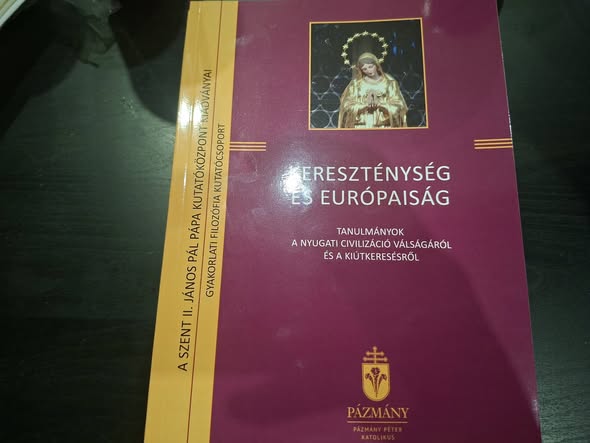 A SZENT II. JÁNOS PÁL PÁPA KUTATÓKÖZPONT KIADVÁNYAI
GYAKORLATI FILOZÓFIA KUTATÓCSOPORT
KERESZTÉNYSÉG
ÉS EURÓPAISÁG
TANULMÁNYOK
A NYUGATI CIVILIZÁCIÓ VÁLSÁGÁRÓL
ÉS A KIÚTKERESÉSRŐL
PÁZMÁNY
PÁZMÁNY PÉTER
KATOLIKUS